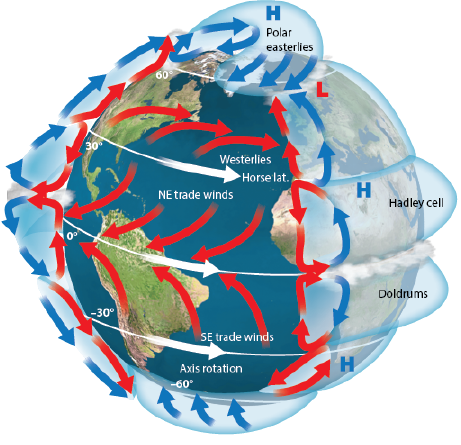 H
Polar
easterlies
60°
L
30°
Westerlies
Horse lat.
NE trade winds
H
Hadley cell
0°
Doldrums
–30°
SE trade winds
H
Axis rotation
–60°